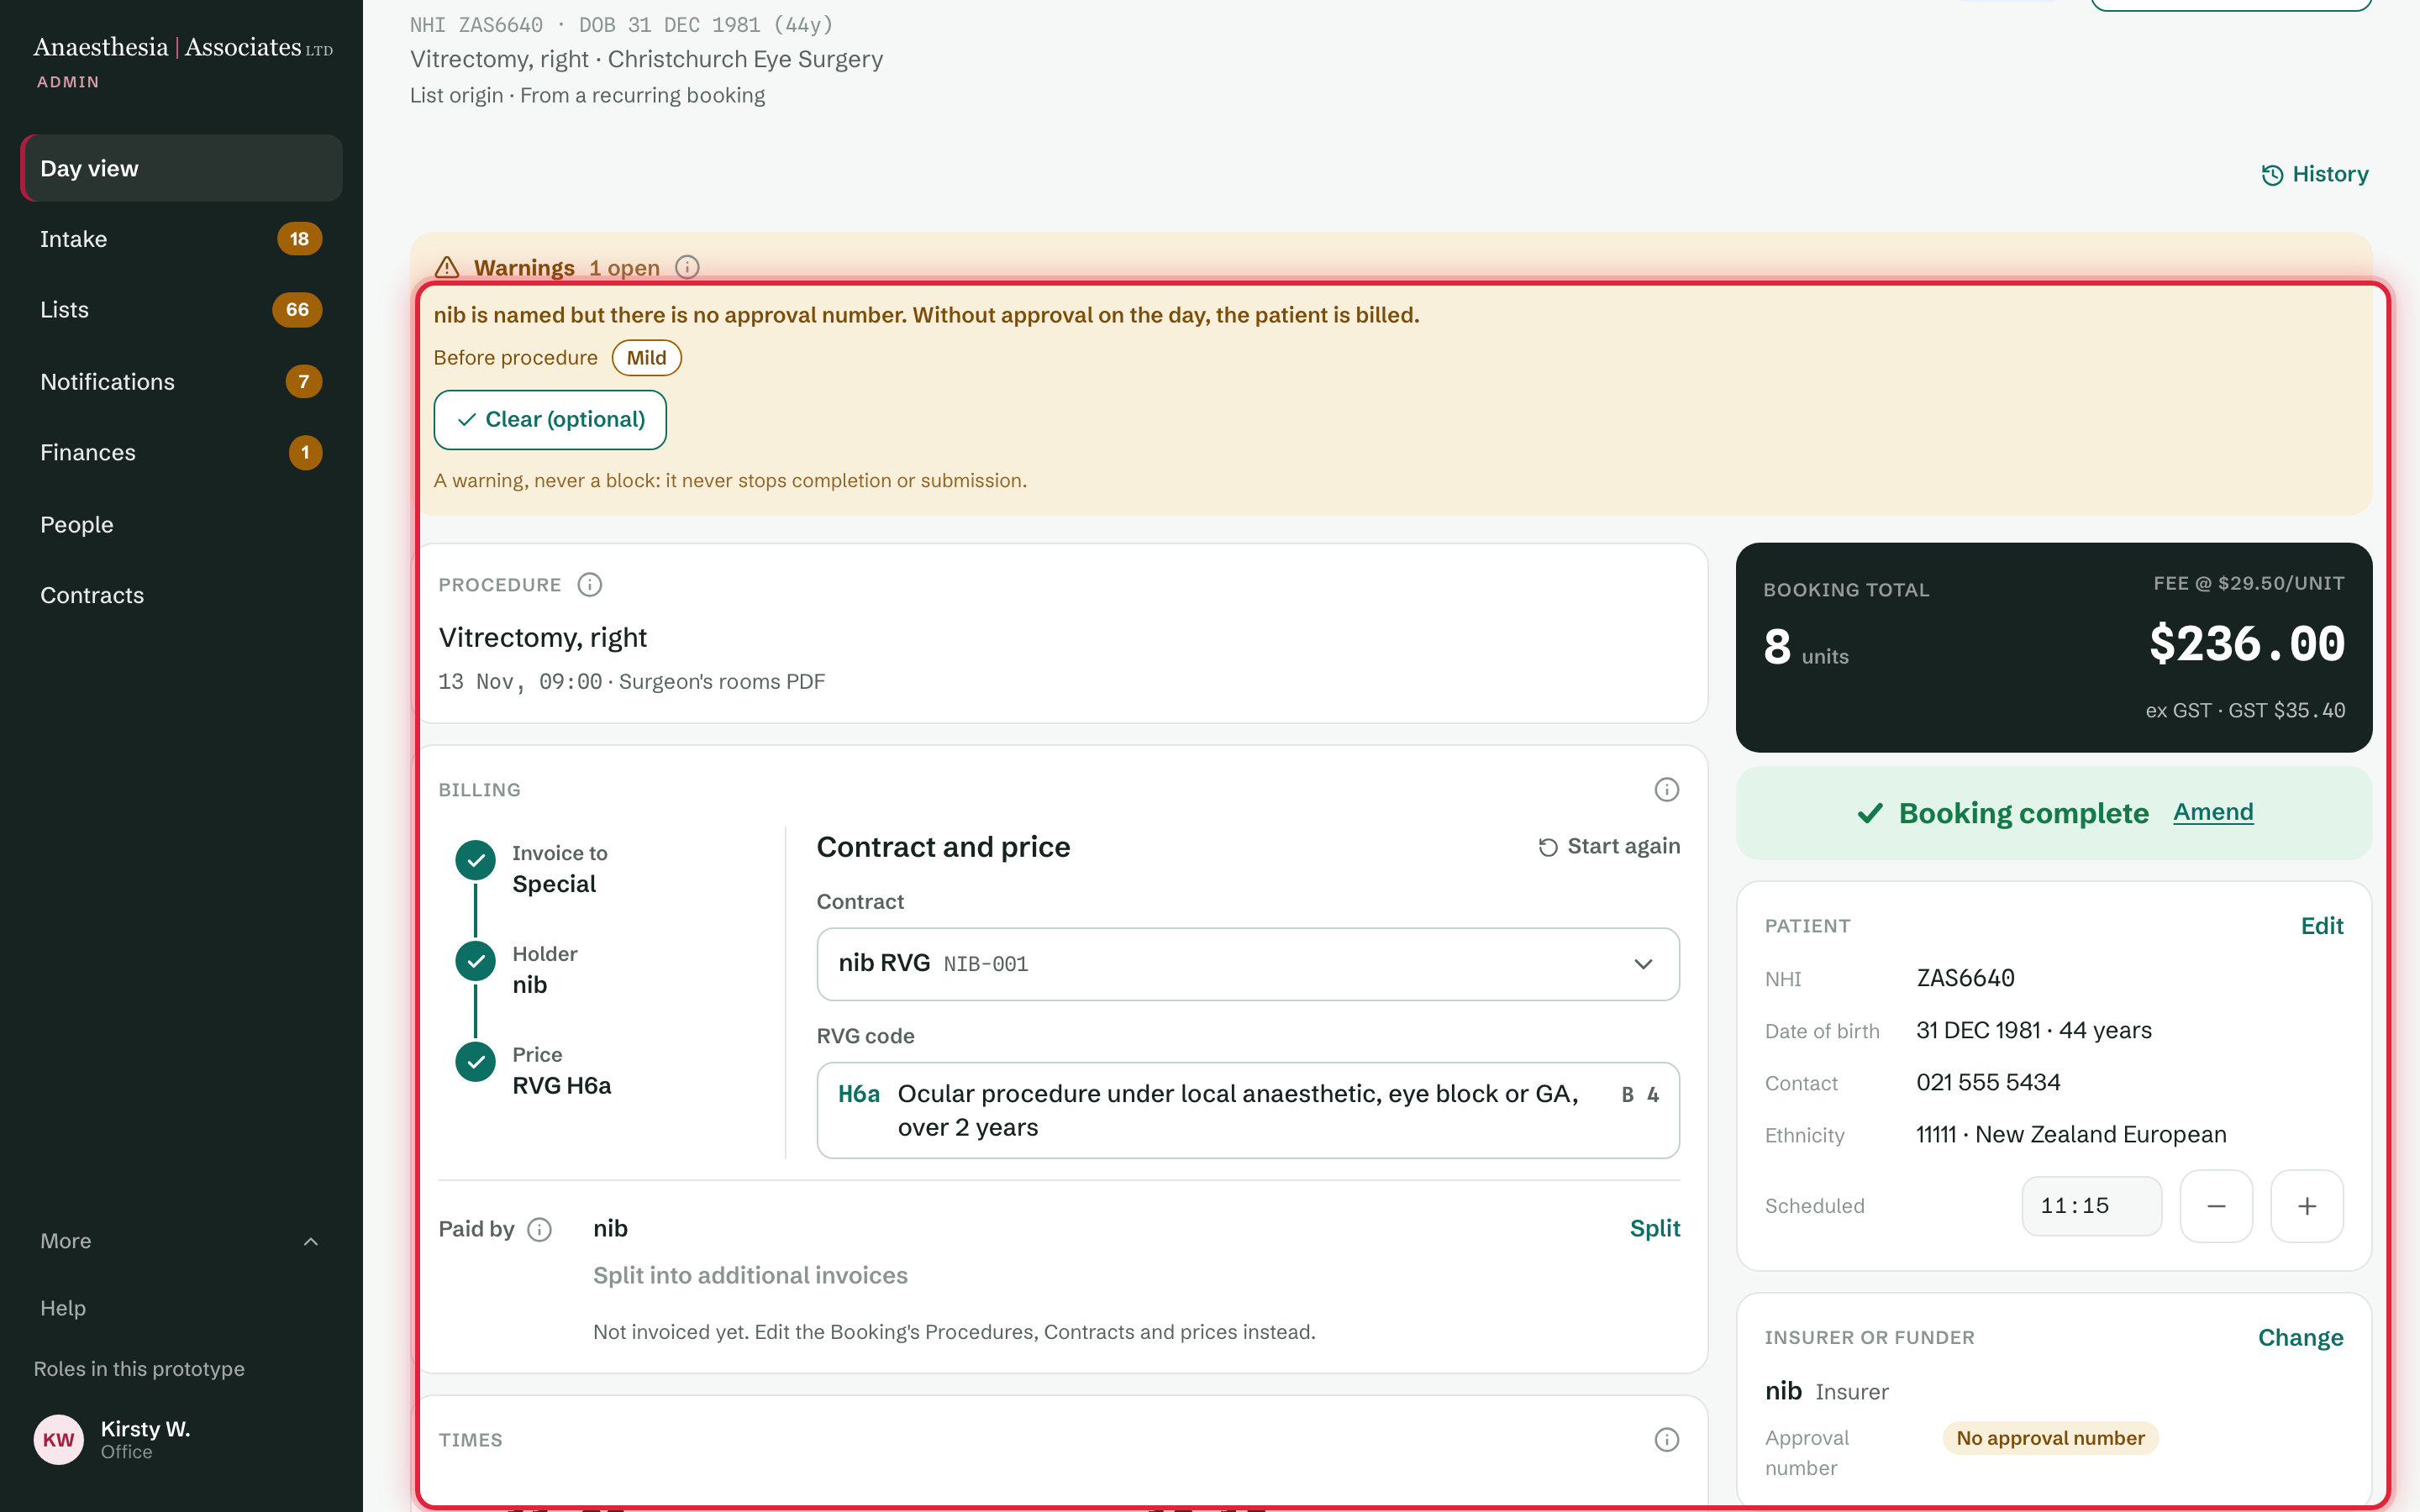 Anaesthesia | Associates LTD
ADMIN
Day view
Intake 18
Lists 66
Notifications 7
Finances 1
People
Contracts
More
Help
Roles in this prototype
KW
Kirsty W.
Office
NHI ZAS6640 · DOB 31 DEC 1981 (44y)
Vitrectomy, right · Christchurch Eye Surgery
List origin · From a recurring booking
History
Warnings 1 open
nib is named but there is no approval number. Without approval on the day, the patient is billed.
Before procedure Mild
Clear (optional)
A warning, never a block: it never stops completion or submission.
PROCEDURE
Vitrectomy, right
13 Nov, 09:00 · Surgeon's rooms PDF
BILLING
Invoice to
Special
Holder
nib
Price
RVG H6a
Contract and price
Start again
Contract
nib RVG NIB-001
RVG code
H6a Ocular procedure under local anaesthetic, eye block or GA, B 4
over 2 years
Paid by nib Split
Split into additional invoices
Not invoiced yet. Edit the Booking's Procedures, Contracts and prices instead.
TIMES
BOOKING TOTAL
FEE @ $29.50/UNIT
8 units
$236.00
ex GST · GST $35.40
Booking complete Amend
PATIENT Edit
NHI ZAS6640
Date of birth 31 DEC 1981 · 44 years
Contact 021 555 5434
Ethnicity 11111 · New Zealand European
Scheduled 11:15
INSURER OR FUNDER Change
nib Insurer
Approval No approval number
number